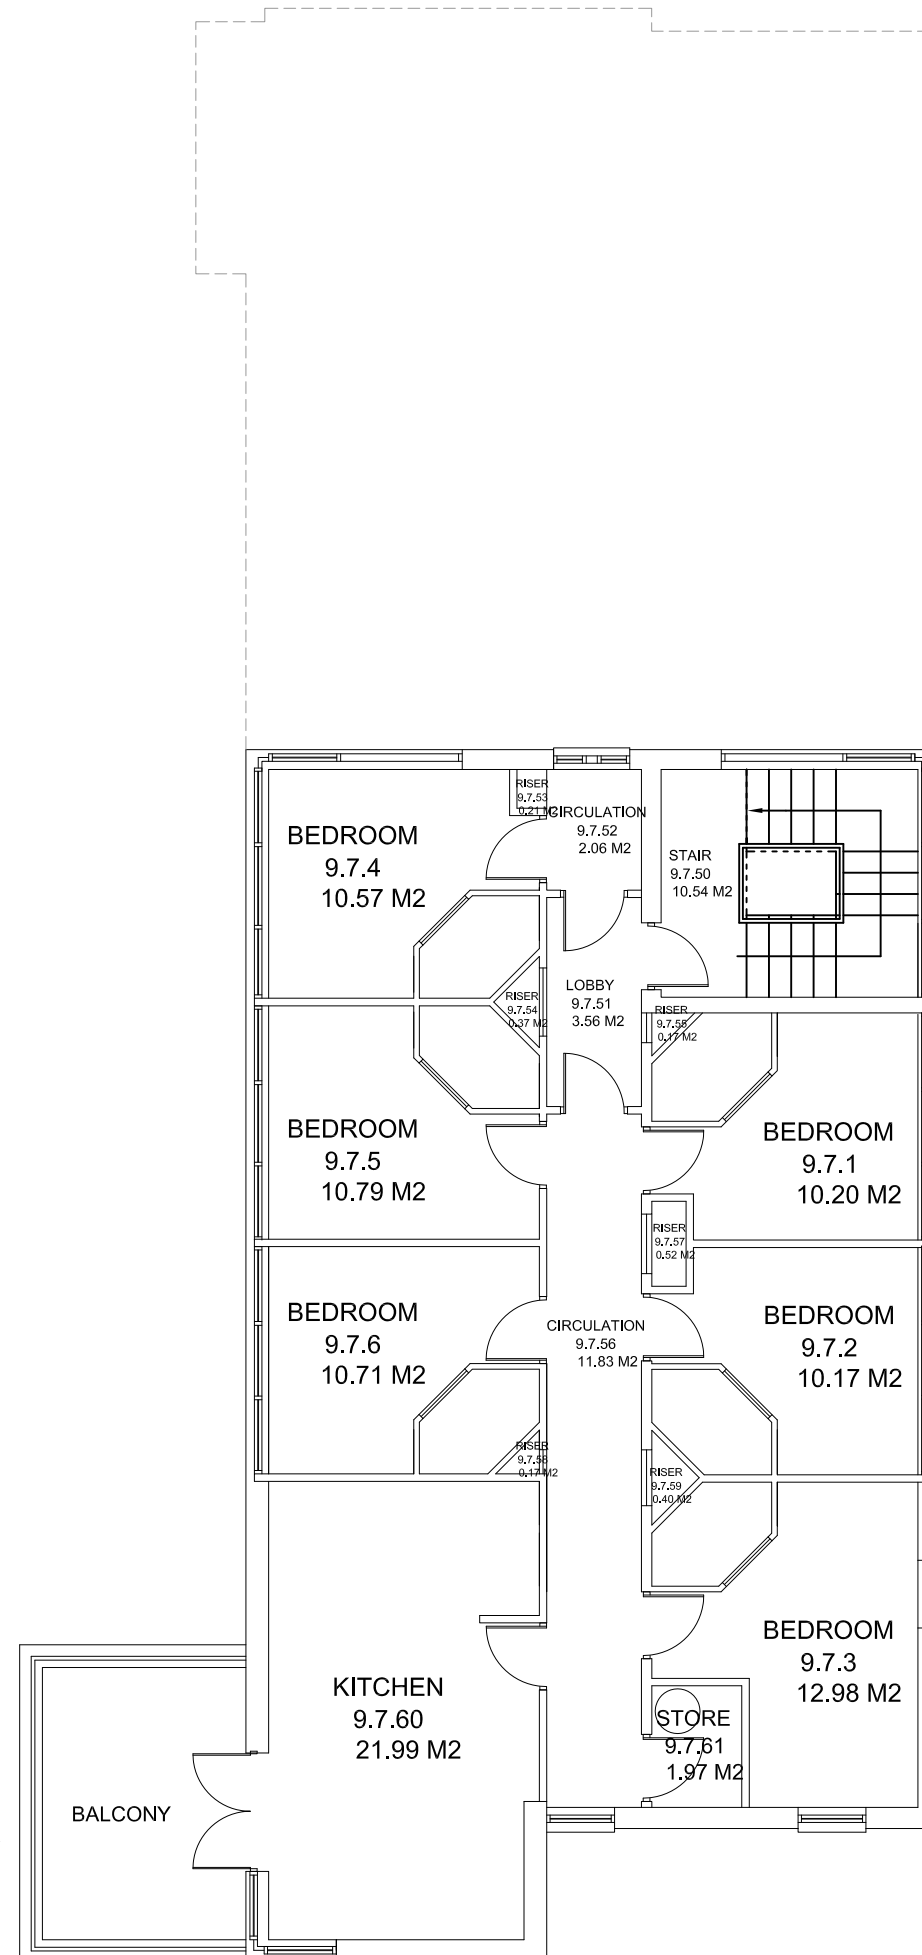 RISER
9.7.53
0.21 M2
CIRCULATION
9.7.52
2.06 M2
BEDROOM
9.7.4
10.57 M2
STAIR
9.7.50
10.54 M2
LOBBY
9.7.51
3.56 M2
RISER
9.7.54
0.37 M2
RISER
9.7.55
0.17 M2
BEDROOM
9.7.5
10.79 M2
BEDROOM
9.7.1
10.20 M2
RISER
9.7.57
0.52 M2
BEDROOM
9.7.6
10.71 M2
CIRCULATION
9.7.56
11.83 M2
BEDROOM
9.7.2
10.17 M2
RISER
9.7.58
0.17 M2
RISER
9.7.59
0.40 M2
BEDROOM
9.7.3
12.98 M2
KITCHEN
9.7.60
21.99 M2
STORE
9.7.61
1.97 M2
BALCONY